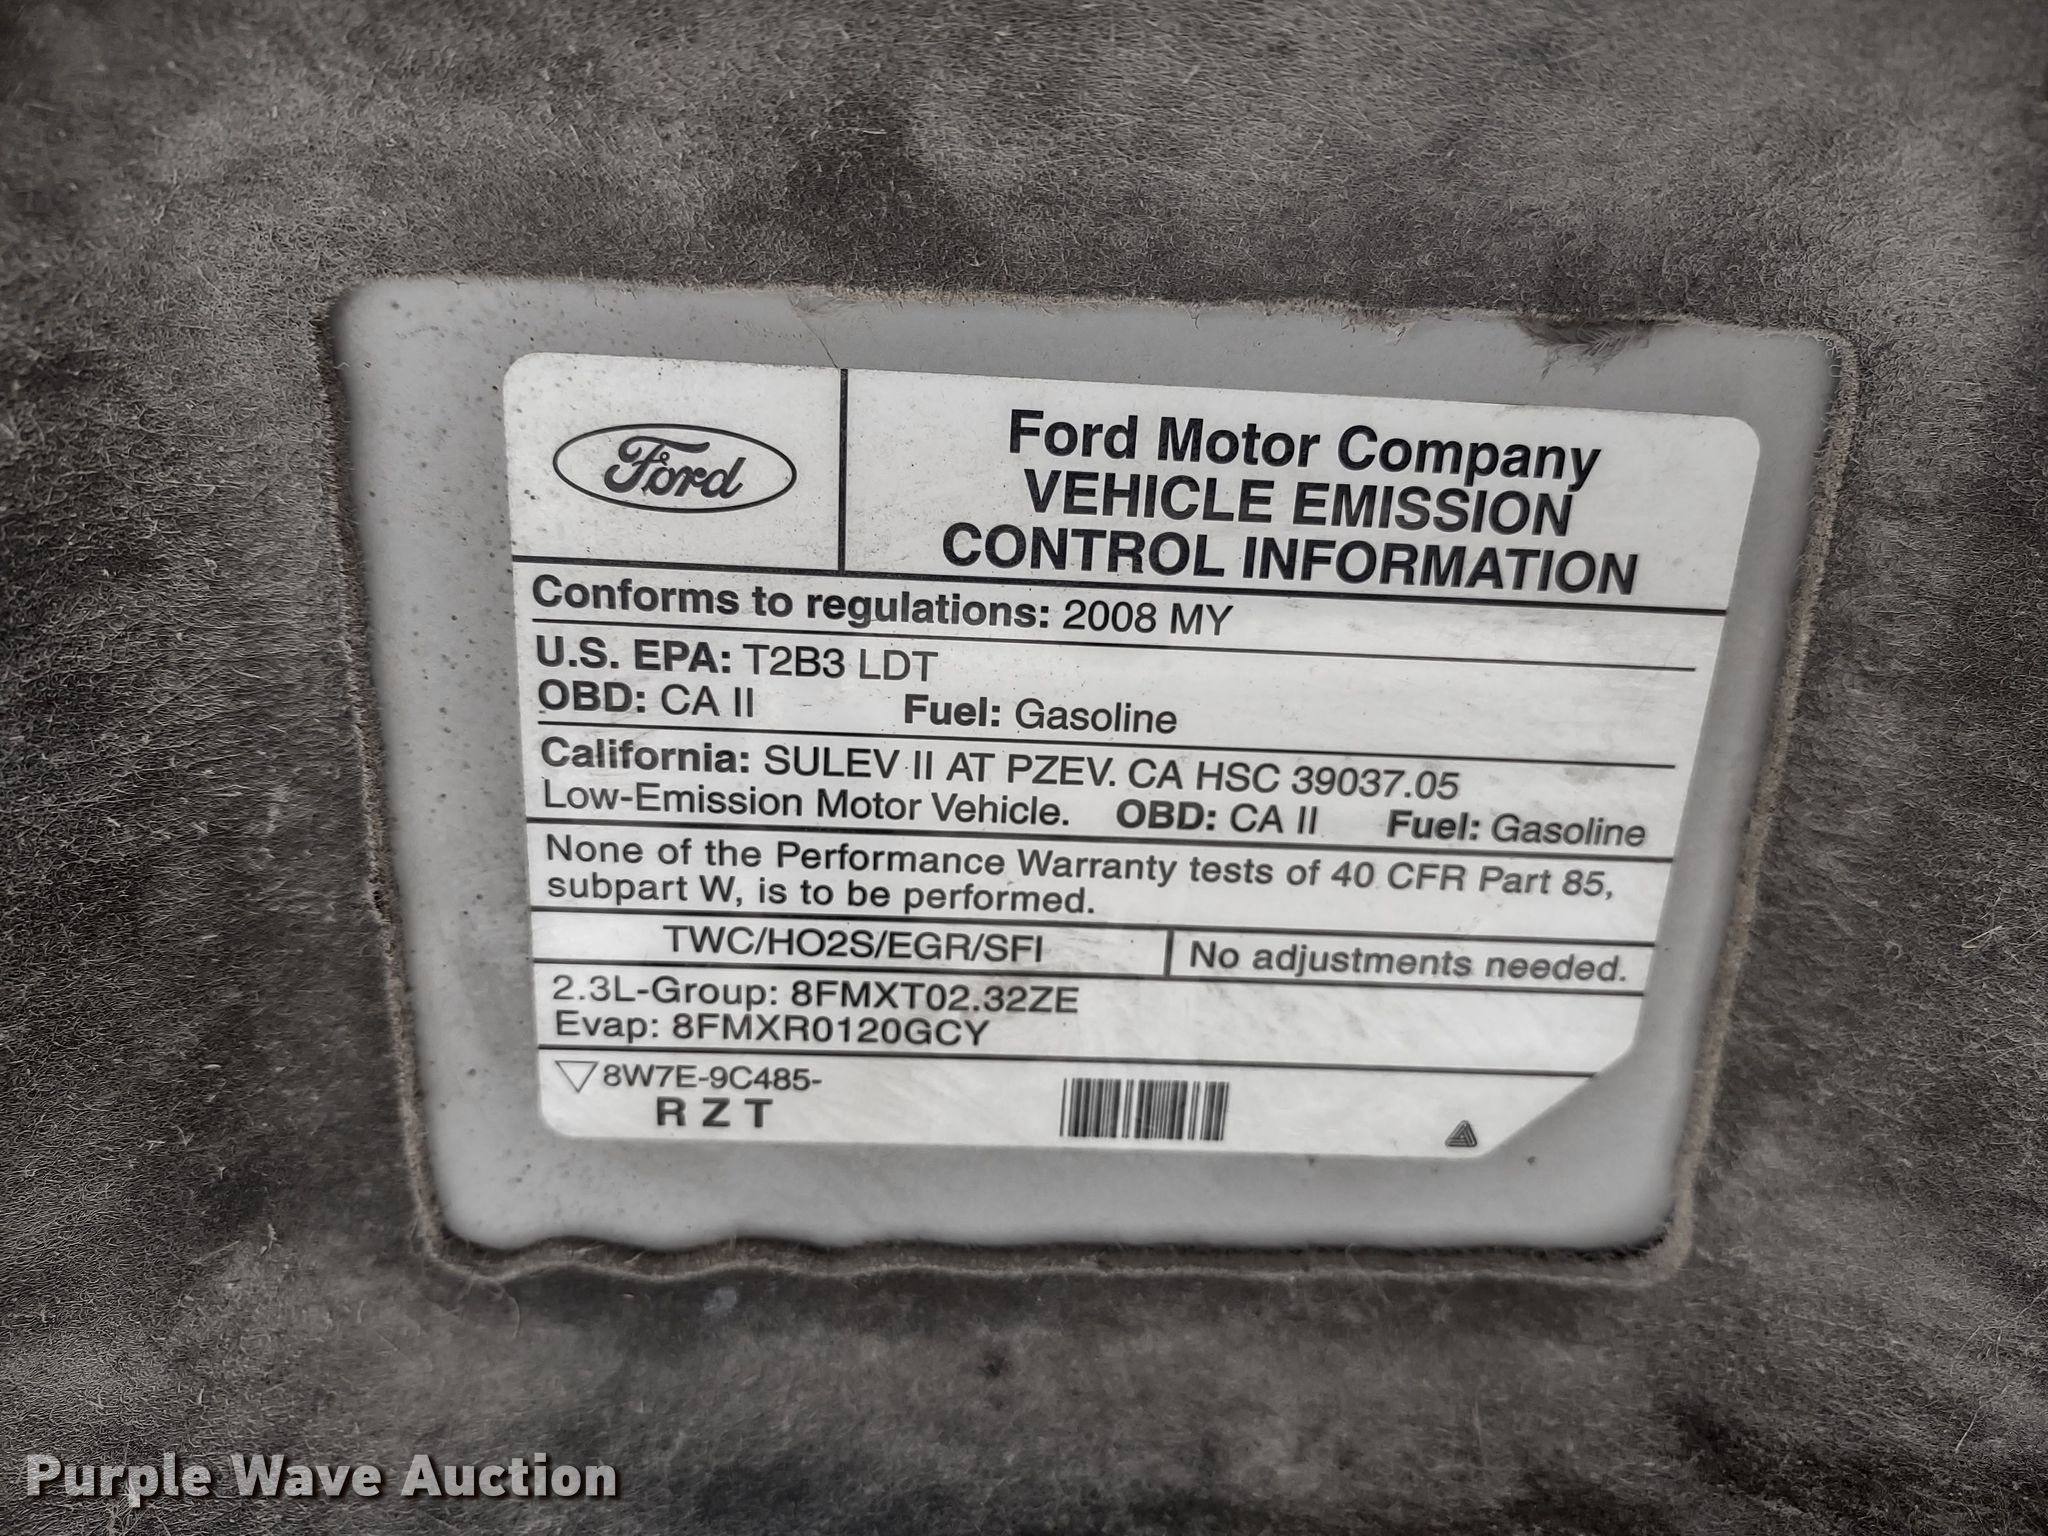 Ford
Ford Motor Company
VEHICLE EMISSION
CONTROL INFORMATION
Conforms to regulations: 2008 MY
U.S. EPA: T2B3 LDT
OBD: CA II Fuel: Gasoline
California: SULEV II AT PZEV. CA HSC 39037.05
Low-Emission Motor Vehicle. OBD: CA II Fuel: Gasoline
None of the Performance Warranty tests of 40 CFR Part 85,
subpart W, is to be performed.
TWC/HO2S/EGR/SFI No adjustments needed.
2.3L-Group: 8FMXT02.32ZE
Evap: 8FMXR0120GCY
8W7E-9C485-
R Z T
Purple Wave Auction